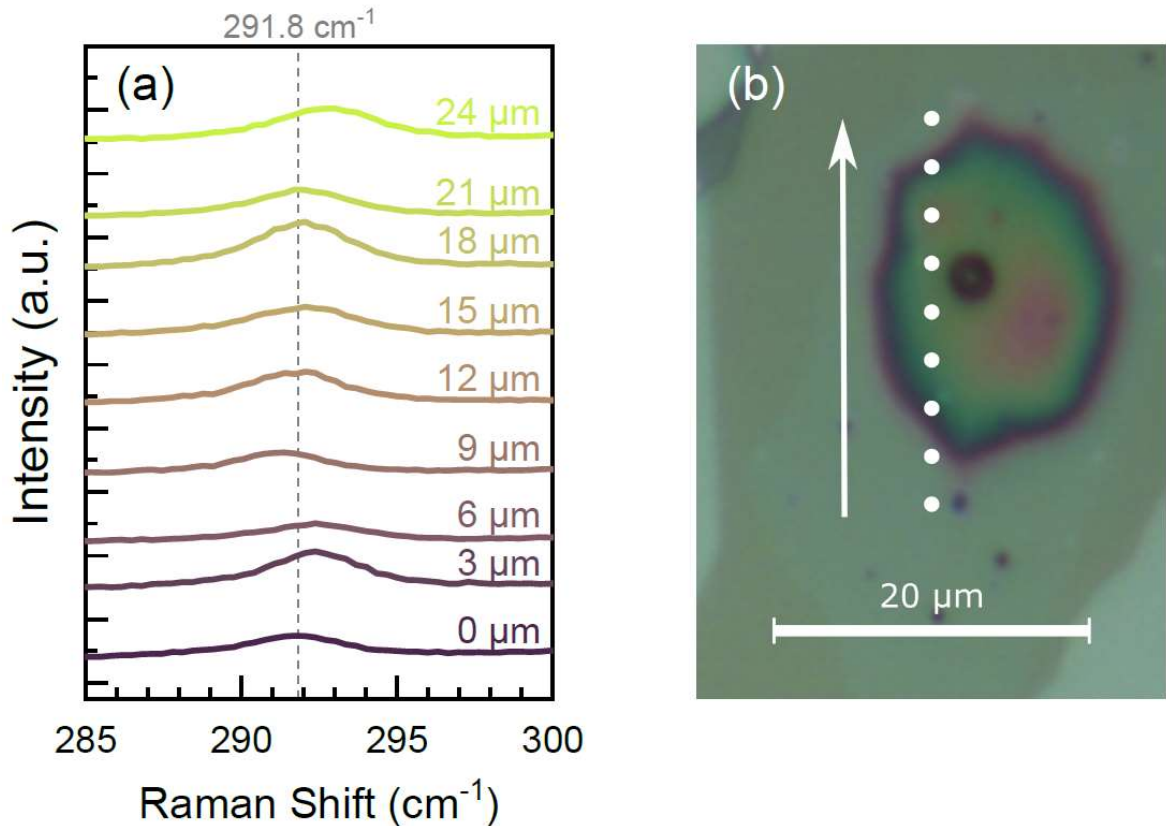 291.8 cm⁻¹
(a)
24 µm
21 µm
18 µm
15 µm
12 µm
9 µm
6 µm
3 µm
0 µm
Intensity (a.u.)
285 290 295 300
Raman Shift (cm⁻¹)
(b)
20 µm